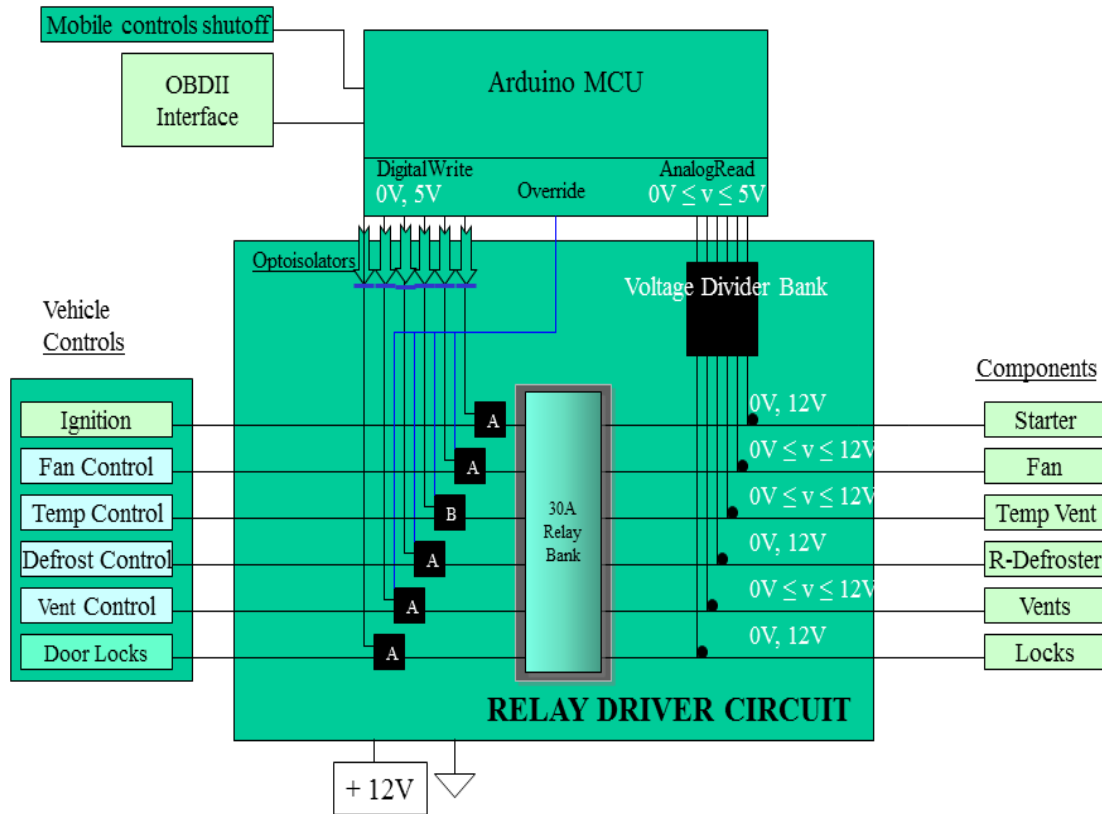 Mobile controls shutoff
OBDII
Interface
Arduino MCU
DigitalWrite
0V, 5V
Override
AnalogRead
0V ≤ v ≤ 5V
Optoisolators
Voltage Divider Bank
Vehicle
Controls
Components
Ignition
A
0V, 12V
Starter
Fan Control
A
0V ≤ v ≤ 12V
Fan
Temp Control
B
30A
Relay
Bank
0V ≤ v ≤ 12V
Temp Vent
Defrost Control
A
0V, 12V
R-Defroster
Vent Control
A
0V ≤ v ≤ 12V
Vents
Door Locks
A
0V, 12V
Locks
RELAY DRIVER CIRCUIT
+ 12V